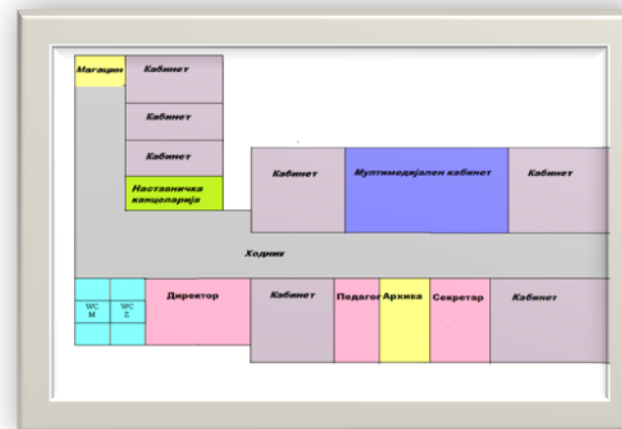 Магацин
Кабинет
Кабинет
Кабинет
Наставничка
канцеларија
Кабинет
Мултимедијален кабинет
Кабинет
Ходник
WC
M
WC
Z
Директор
Кабинет
Педагог
Архива
Секретар
Кабинет